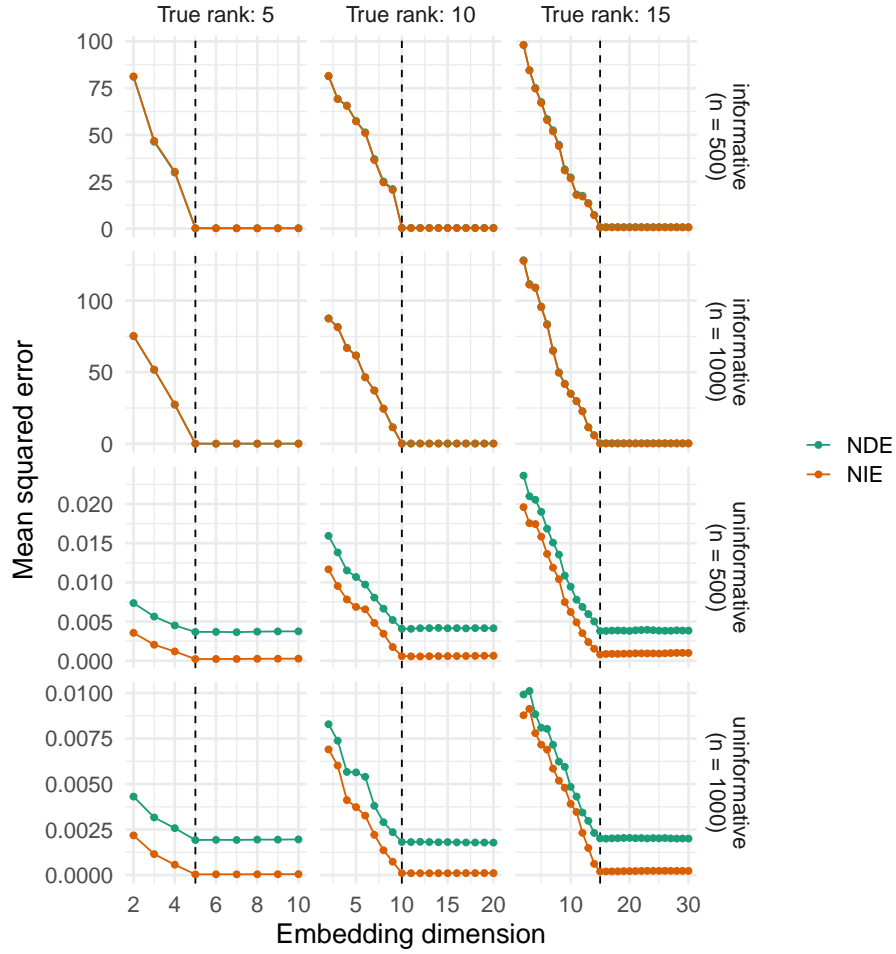 True rank: 5
True rank: 10
True rank: 15
100
75
50
25
0
informative
(n = 500)
100
50
0
informative
(n = 1000)
0.020
0.015
0.010
0.005
0.000
uninformative
(n = 500)
0.0100
0.0075
0.0050
0.0025
0.0000
uninformative
(n = 1000)
2 4 6 8 10
5 10 15 20
10 20 30
Mean squared error
Embedding dimension
NDE
NIE